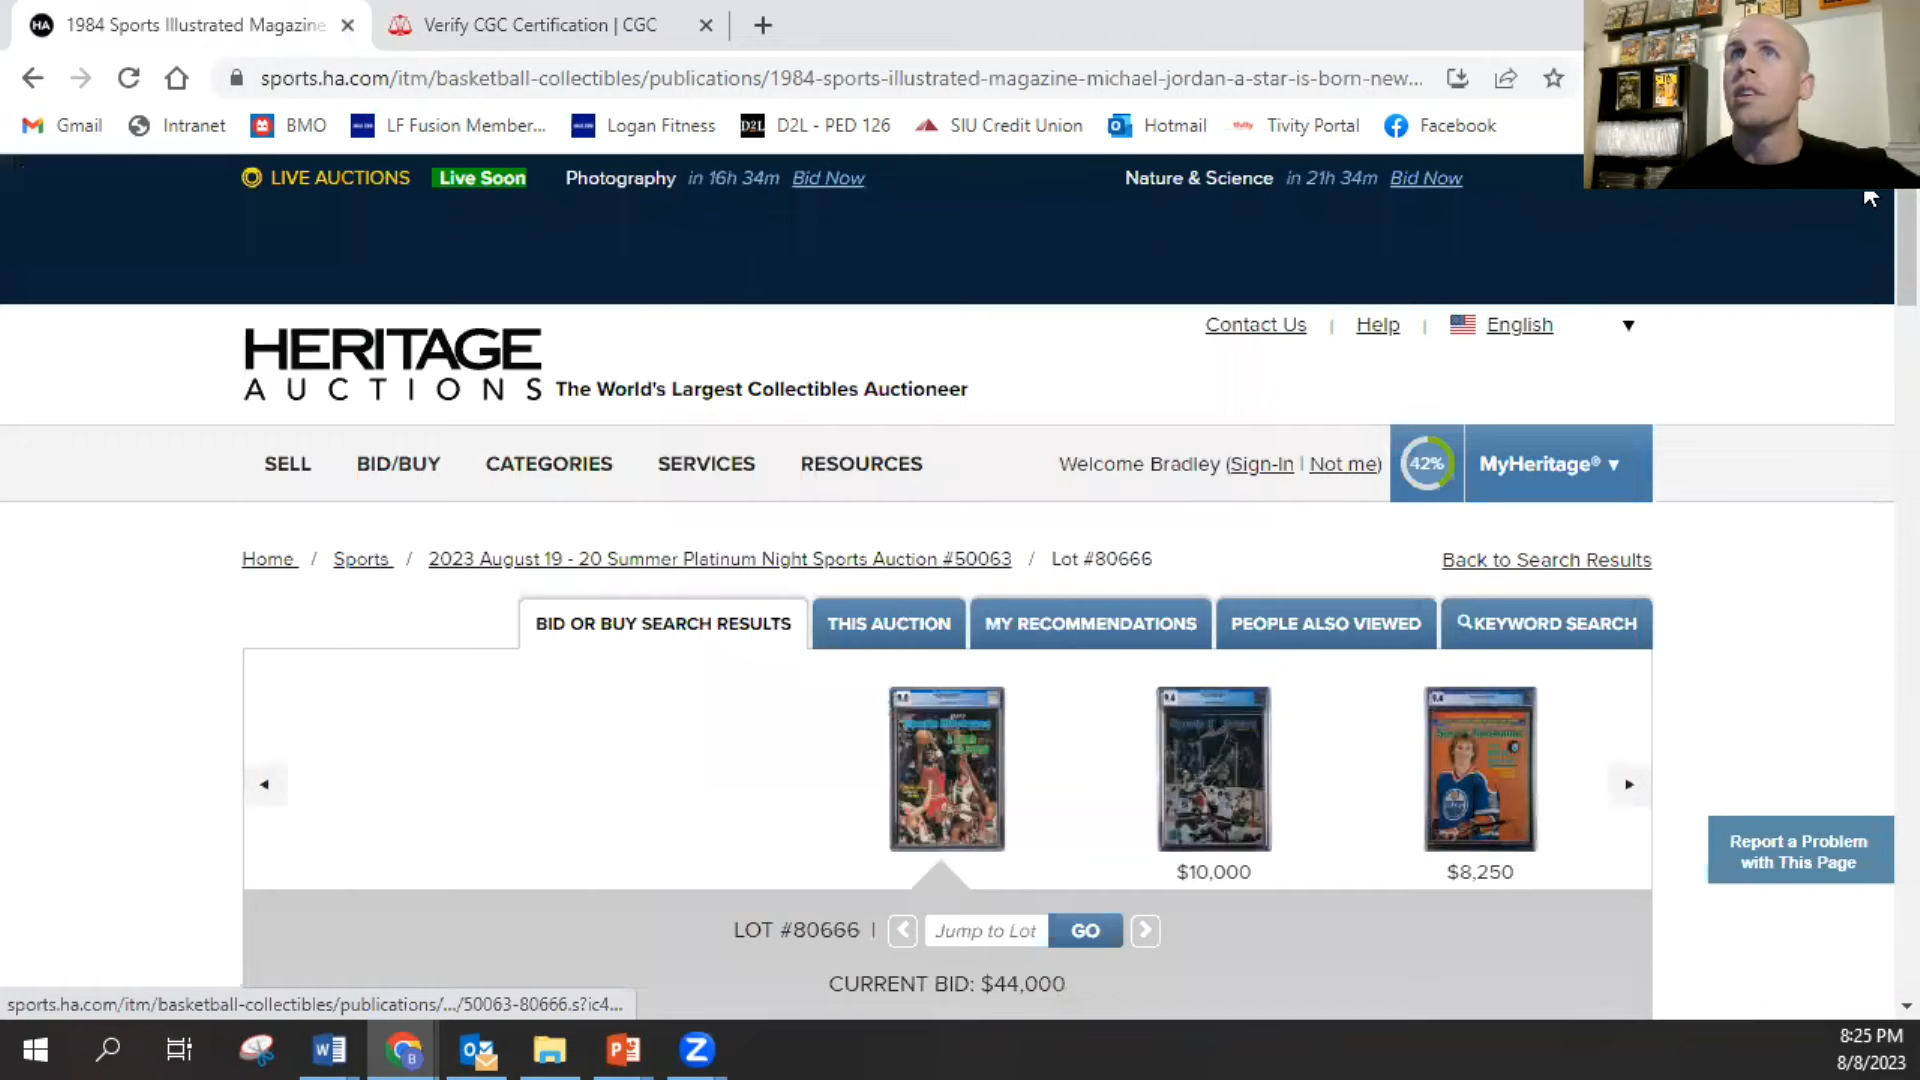 1984 Sports Illustrated Magazine
Verify CGC Certification | CGC
sports.ha.com/itm/basketball-collectibles/publications/1984-sports-illustrated-magazine-michael-jordan-a-star-is-born-new...
Gmail
Intranet
BMO
LF Fusion Member...
Logan Fitness
D2L
D2L - PED 126
SIU Credit Union
Hotmail
Tivity Portal
Facebook
LIVE AUCTIONS
Live Soon
Photography in 16h 34m Bid Now
Nature & Science in 21h 34m Bid Now
Contact Us | Help | English
HERITAGE
AUCTIONS
The World's Largest Collectibles Auctioneer
SELL
BID/BUY
CATEGORIES
SERVICES
RESOURCES
Welcome Bradley (Sign-In | Not me)
42%
MyHeritage® ▼
Home / Sports / 2023 August 19 - 20 Summer Platinum Night Sports Auction #50063 / Lot #80666
Back to Search Results
BID OR BUY SEARCH RESULTS
THIS AUCTION
MY RECOMMENDATIONS
PEOPLE ALSO VIEWED
KEYWORD SEARCH
$10,000
$8,250
Report a Problem
with This Page
LOT #80666 |
Jump to Lot
GO
CURRENT BID: $44,000
sports.ha.com/itm/basketball-collectibles/publications/.../50063-80666.s?ic4...
8:25 PM
8/8/2023